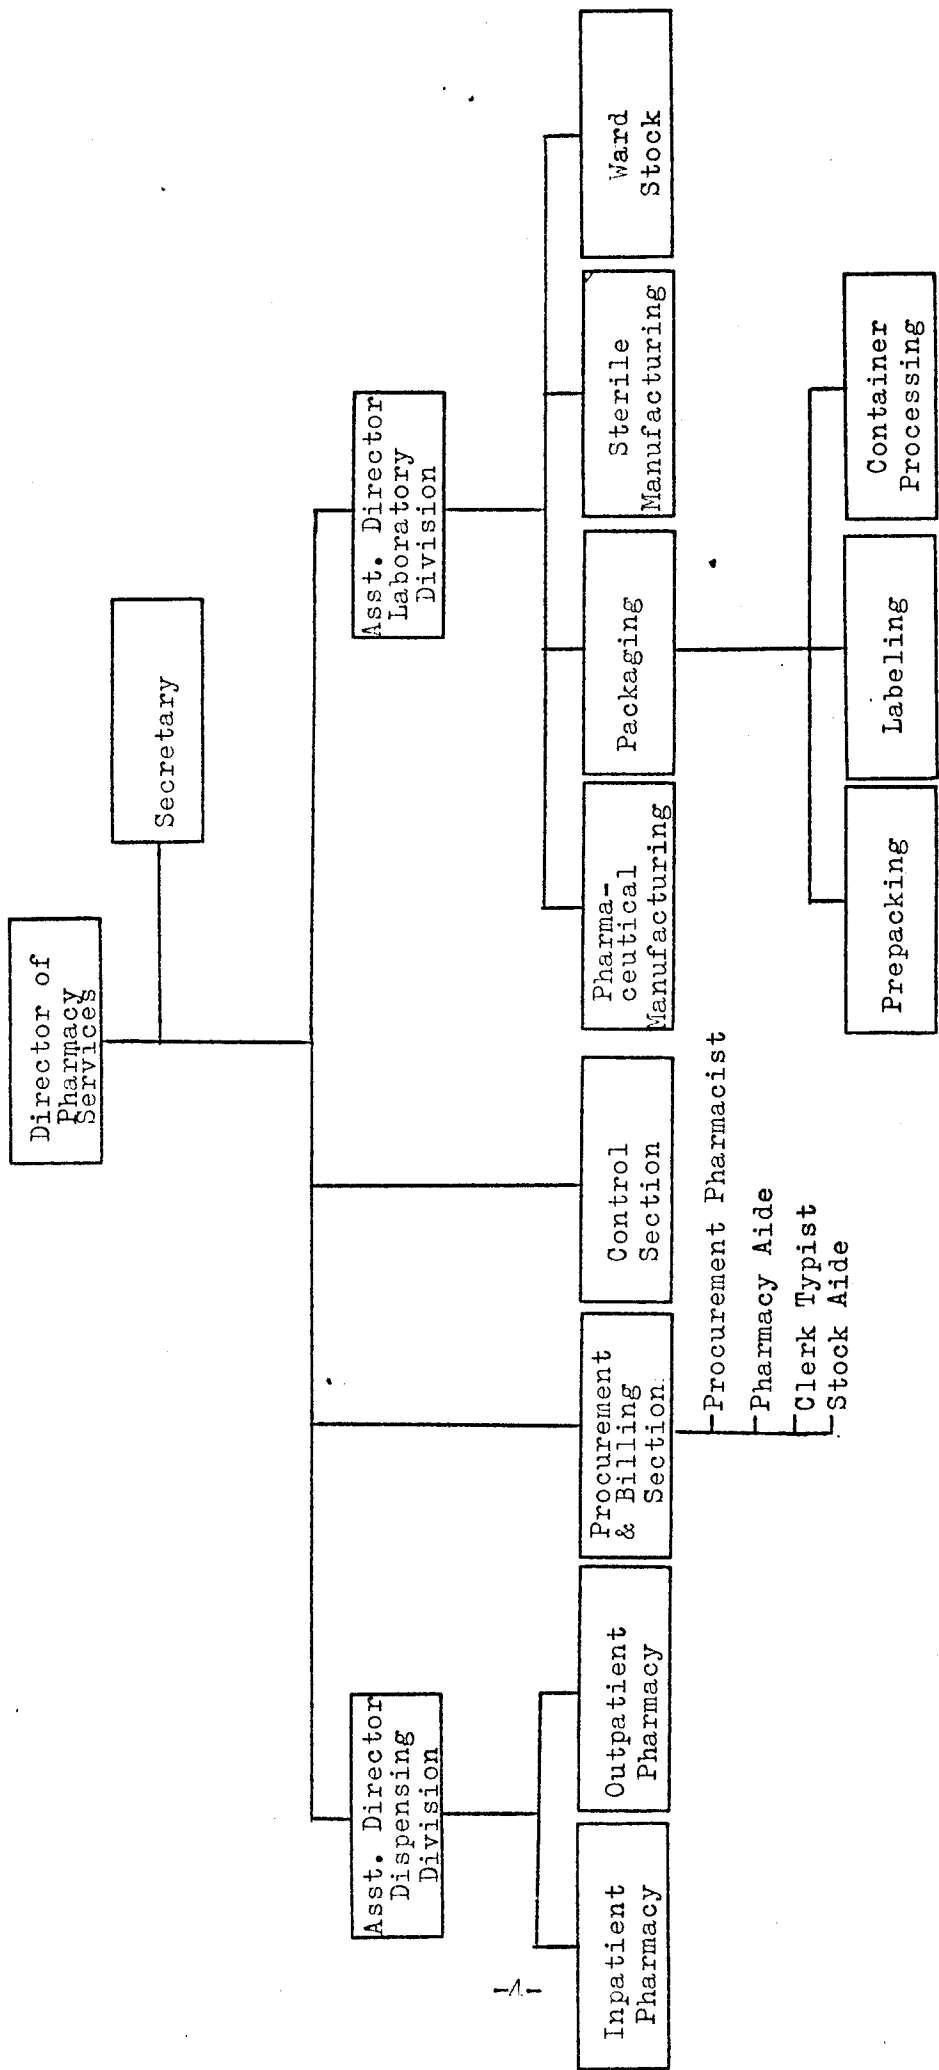 Director of
Pharmacy
Services
Secretary
Asst. Director
Dispensing
Division
Asst. Director
Laboratory
Division
Inpatient
Pharmacy
Outpatient
Pharmacy
Procurement
& Billing
Section
Control
Section
Pharma-
ceutical
Manufacturing
Packaging
Sterile
Manufacturing
Ward
Stock
Procurement Pharmacist
Pharmacy Aide
Clerk Typist
Stock Aide
Prepacking
Labeling
Container
Processing